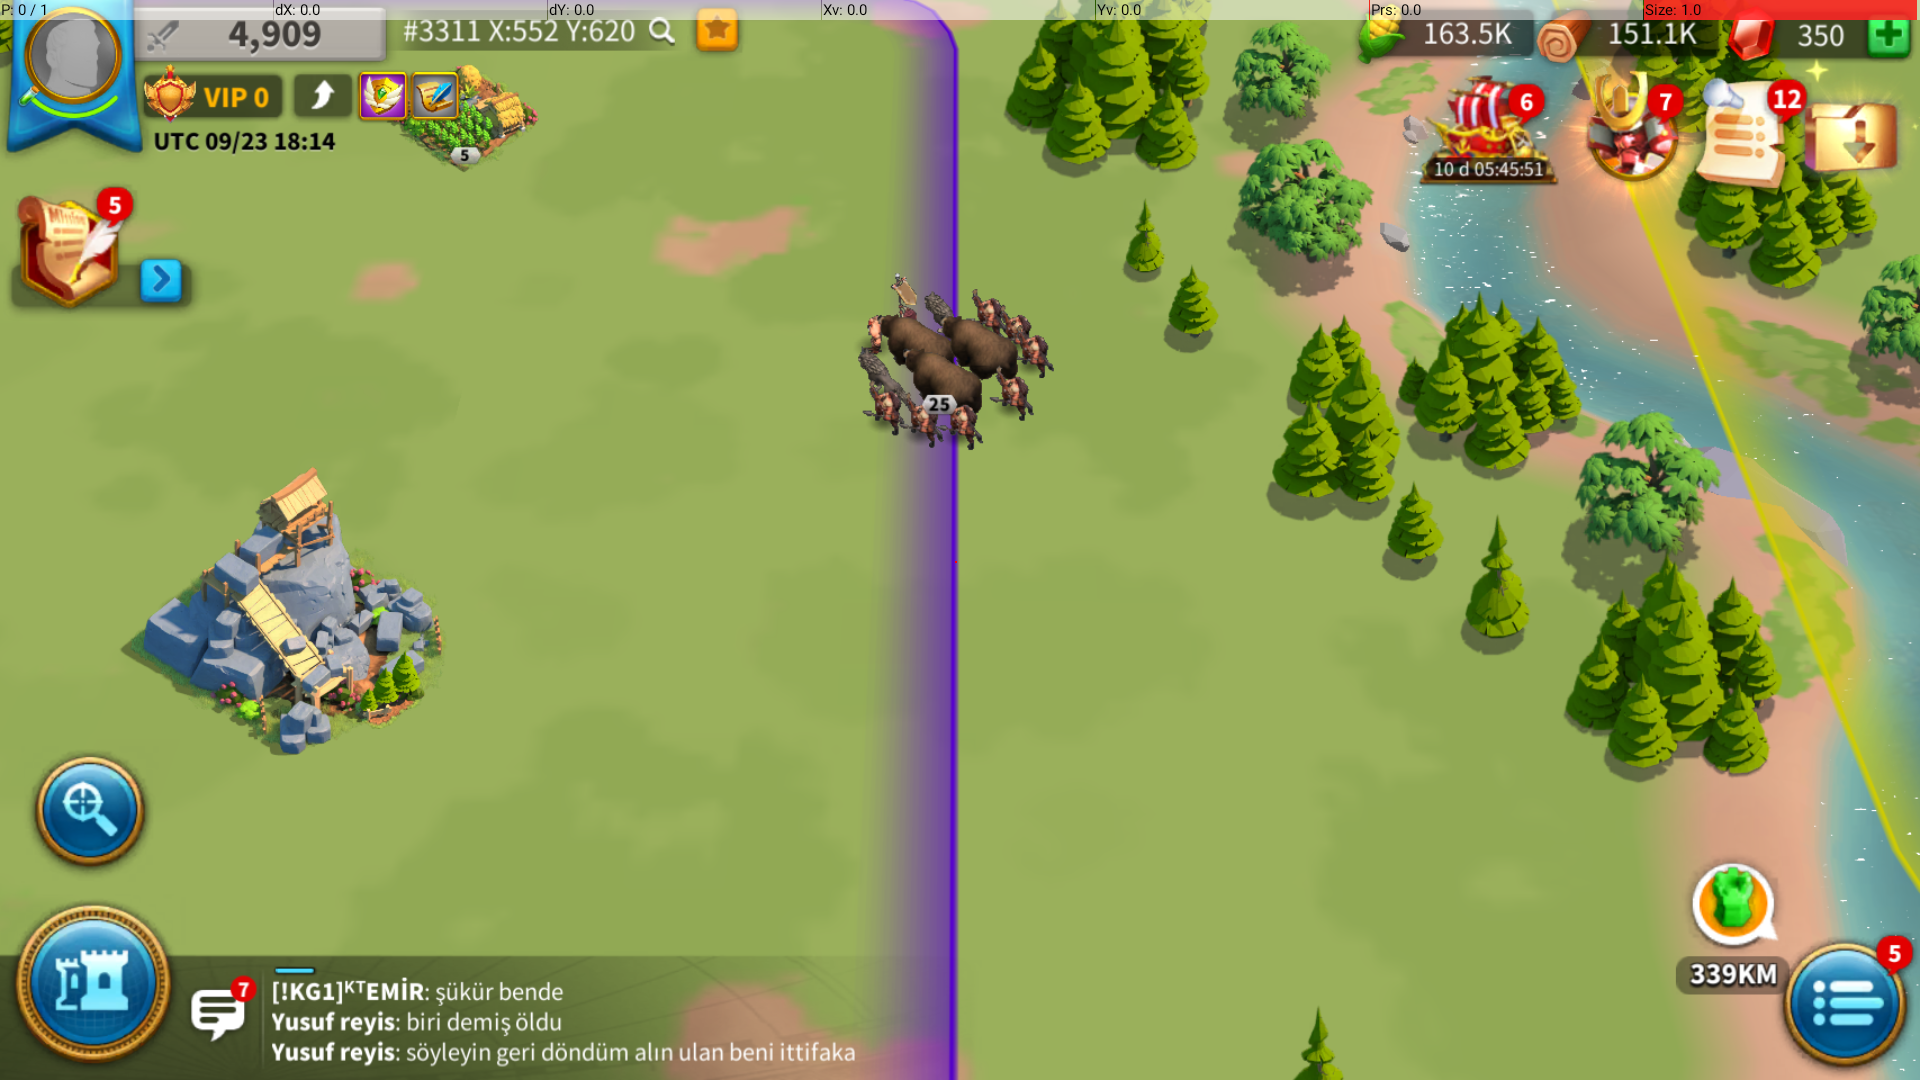 P: 0 / 1
dX: 0.0
dY: 0.0
Xv: 0.0
Yv: 0.0
Prs: 0.0
Size: 1.0
4,909
#3311 X:552 Y:620
163.5K
151.1K
350
VIP 0
UTC 09/23 18:14
5
6
7
12
10 d 05:45:51
Mission
5
25
339KM
5
7
[!KG1]ᴷᵀEMİR: şükür bende
Yusuf reyis: biri demiş öldu
Yusuf reyis: söyleyin geri döndüm alın ulan beni ittifaka